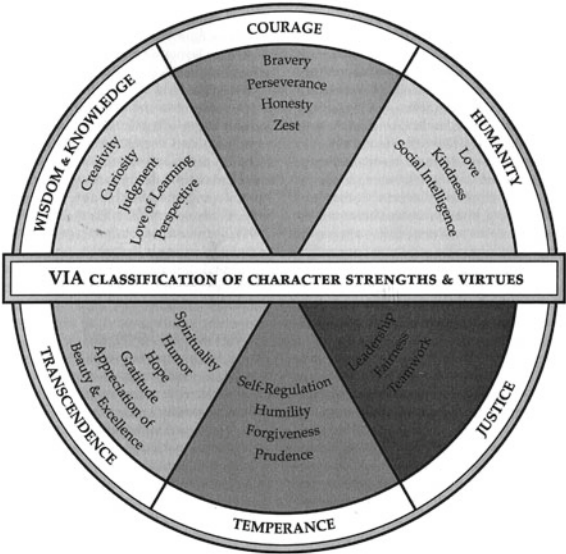 COURAGE
Bravery
Perseverance
Honesty
Zest
HUMANITY
Love
Kindness
Social Intelligence
WISDOM & KNOWLEDGE
Creativity
Curiosity
Judgment
Love of Learning
Perspective
VIA CLASSIFICATION OF CHARACTER STRENGTHS & VIRTUES
TRANSCENDENCE
Spirituality
Humor
Hope
Gratitude
Appreciation of
Beauty & Excellence
TEMPERANCE
Self-Regulation
Humility
Forgiveness
Prudence
JUSTICE
Leadership
Fairness
Teamwork